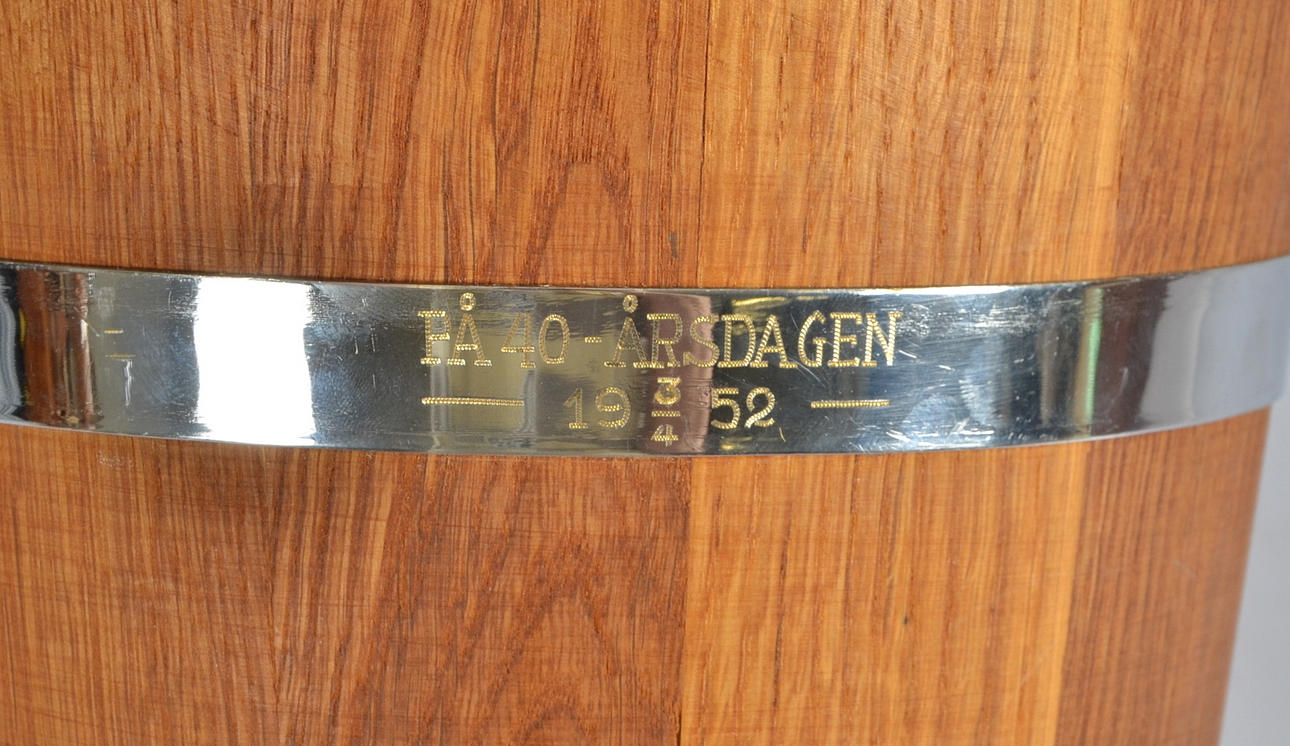 PÅ 40-ÅRSDAGEN
— 19 3/4 52 —